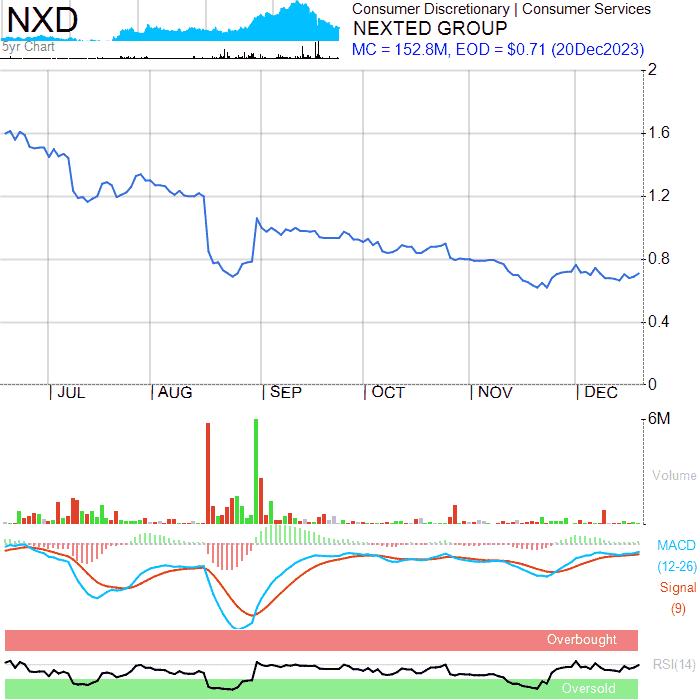 NXD
5yr Chart
Consumer Discretionary | Consumer Services
NEXTED GROUP
MC = 152.8M, EOD = $0.71 (20Dec2023)
2
1.6
1.2
0.8
0.4
0
JUL
AUG
SEP
OCT
NOV
DEC
6M
Volume
MACD
(12-26)
Signal
(9)
Overbought
RSI(14)
Oversold